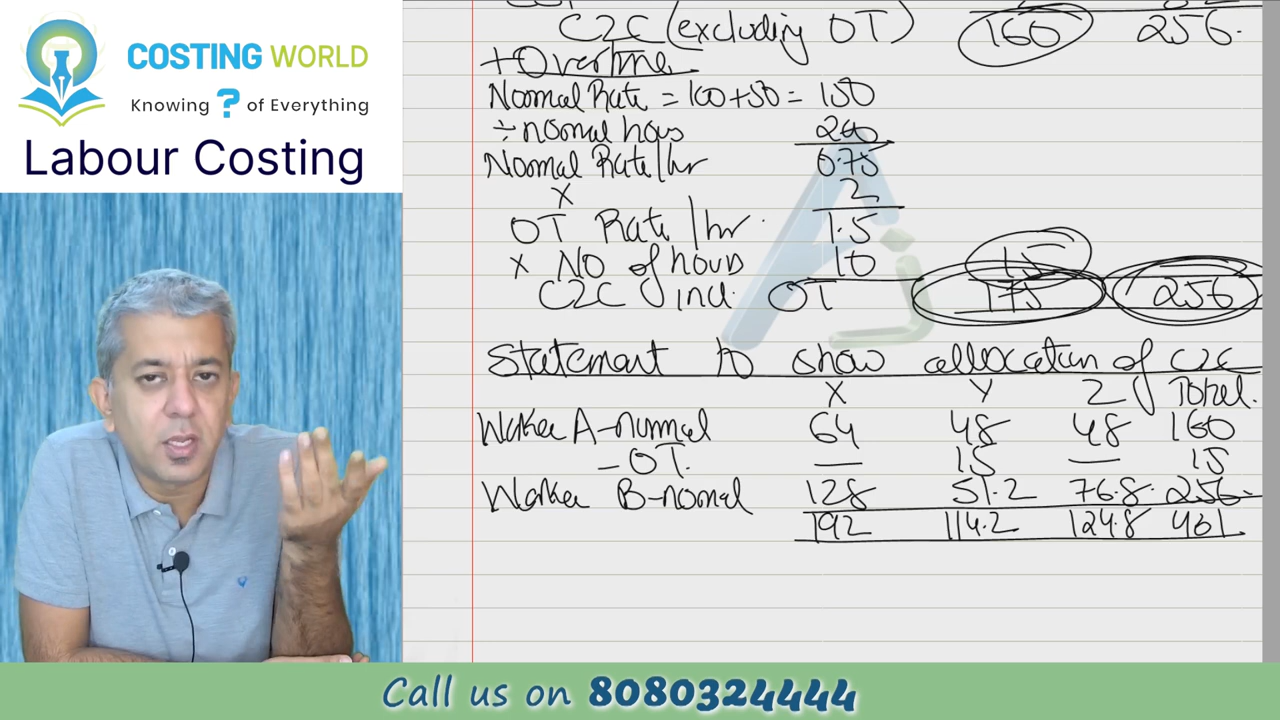 COSTING WORLD
Knowing ? of Everything
Labour Costing
C2C (excluding OT) 160 256.
+ Overtime
Normal Rate = 100+50 = 150
÷ normal hours 200
Normal Rate/hr 0.75
X 2
OT Rate/hr. 1.5
X NO of hours 10 15
C2C incl. OT 175 256
Statement to show allocation of C2C
X Y Z Total.
Worker A-normal 64 48 48 160
- OT. — 15 — 15
Worker B-normal 128 51.2 76.8. 256
192 114.2 124.8 431
Call us on 8080324444